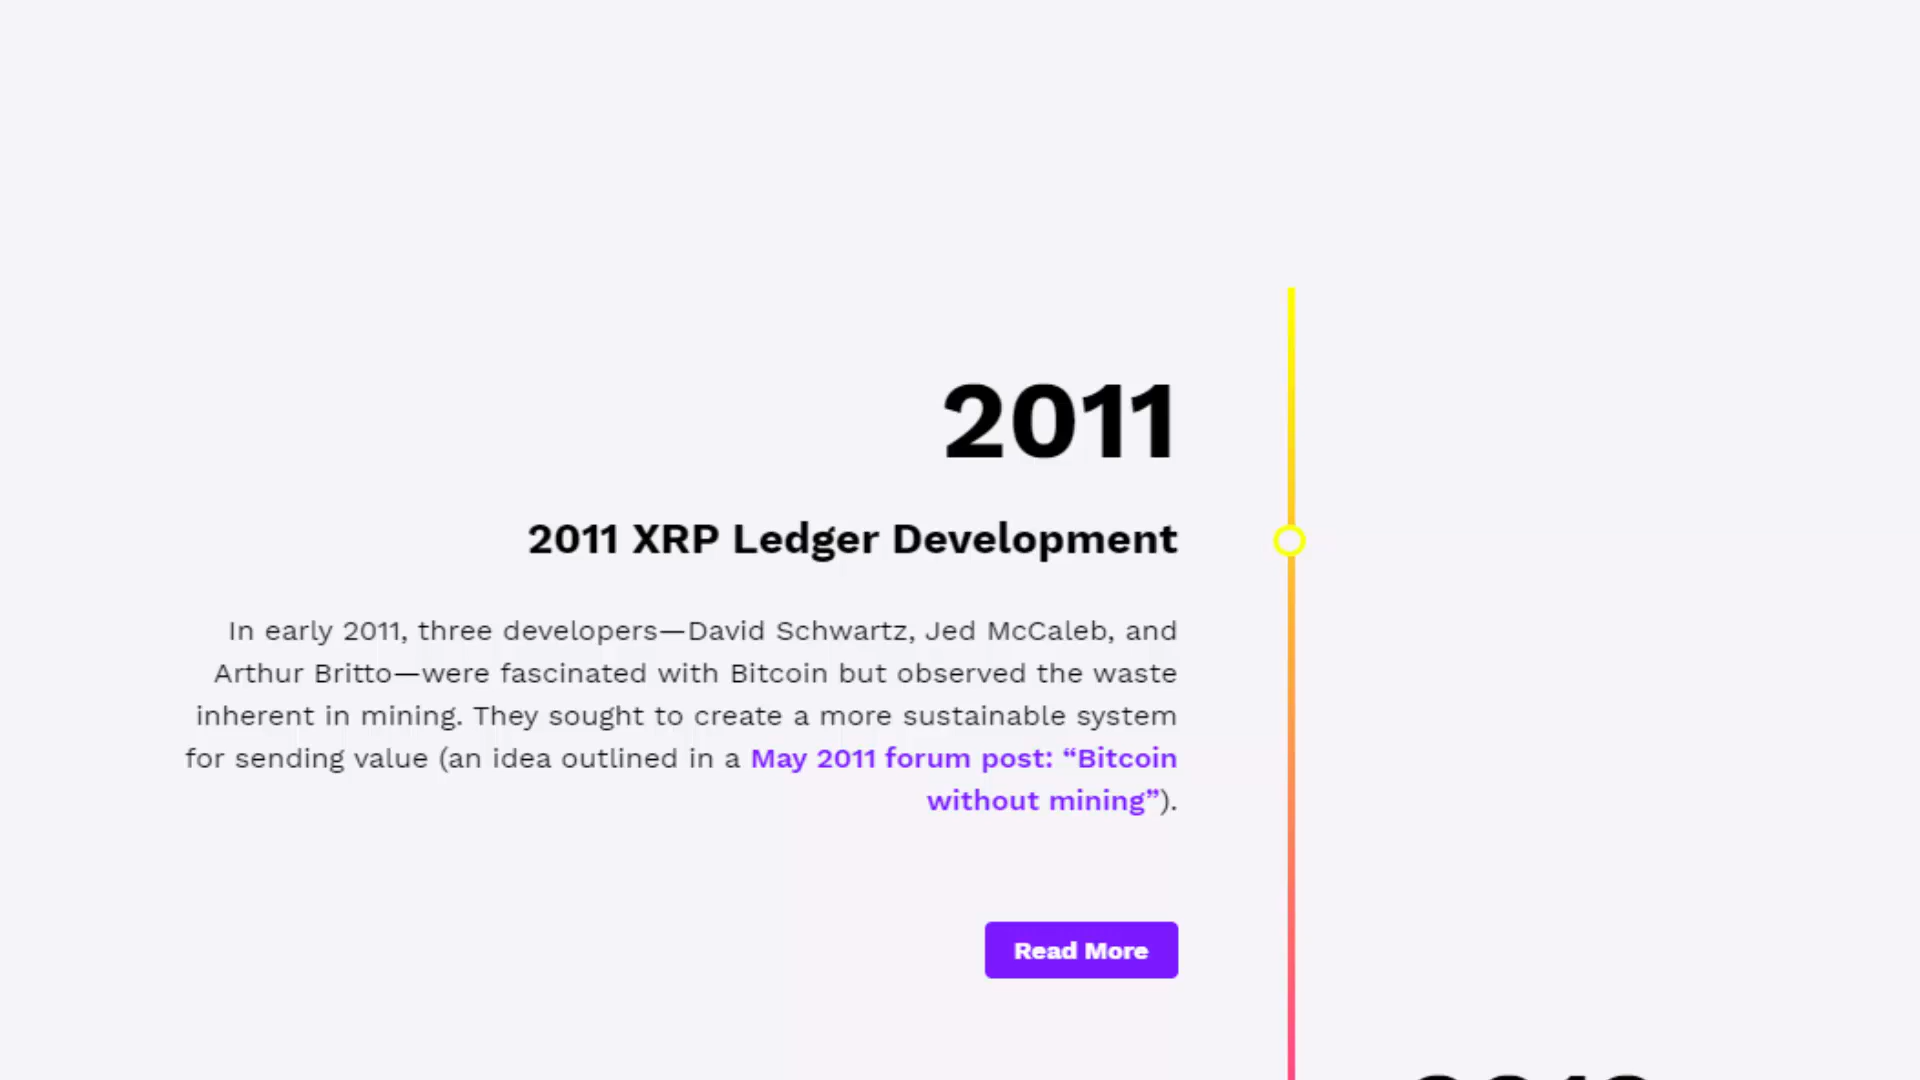 2011
2011 XRP Ledger Development
In early 2011, three developers—David Schwartz, Jed McCaleb, and
Arthur Britto—were fascinated with Bitcoin but observed the waste
inherent in mining. They sought to create a more sustainable system
for sending value (an idea outlined in a May 2011 forum post: “Bitcoin
without mining”).
Read More